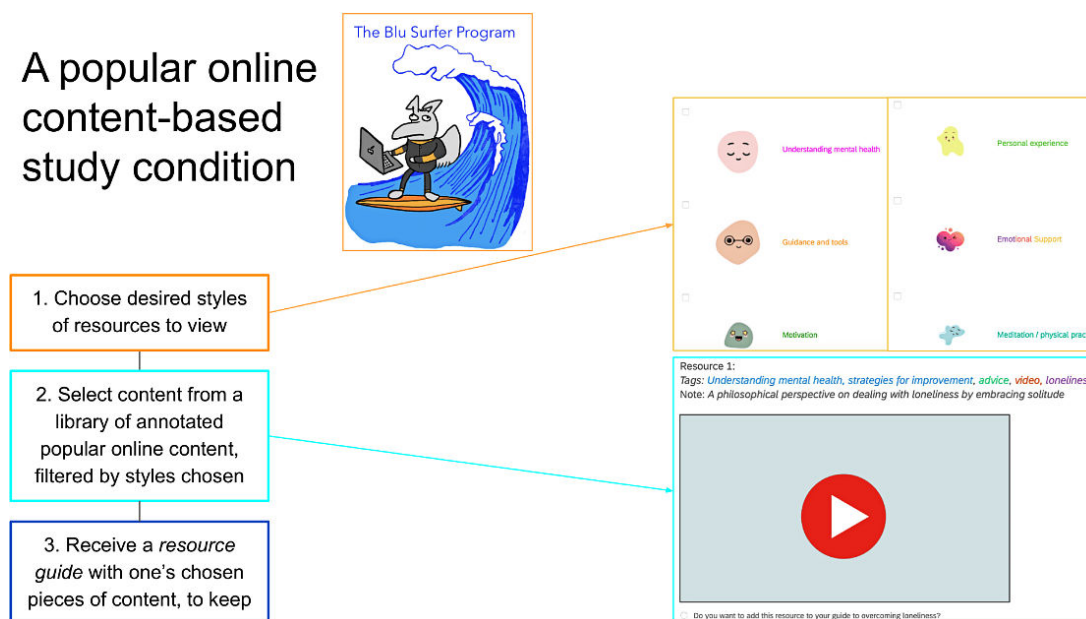 A popular online
content-based
study condition
The Blu Surfer Program
1. Choose desired styles
of resources to view
2. Select content from a
library of annotated
popular online content,
filtered by styles chosen
3. Receive a resource
guide with one's chosen
pieces of content, to keep
Understanding mental health
Personal experience
Guidance and tools
Emotional Support
Motivation
Meditation / physical prac
Resource 1:
Tags: Understanding mental health, strategies for improvement, advice, video, lonelines
Note: A philosophical perspective on dealing with loneliness by embracing solitude
Do you want to add this resource to your guide to overcoming loneliness?